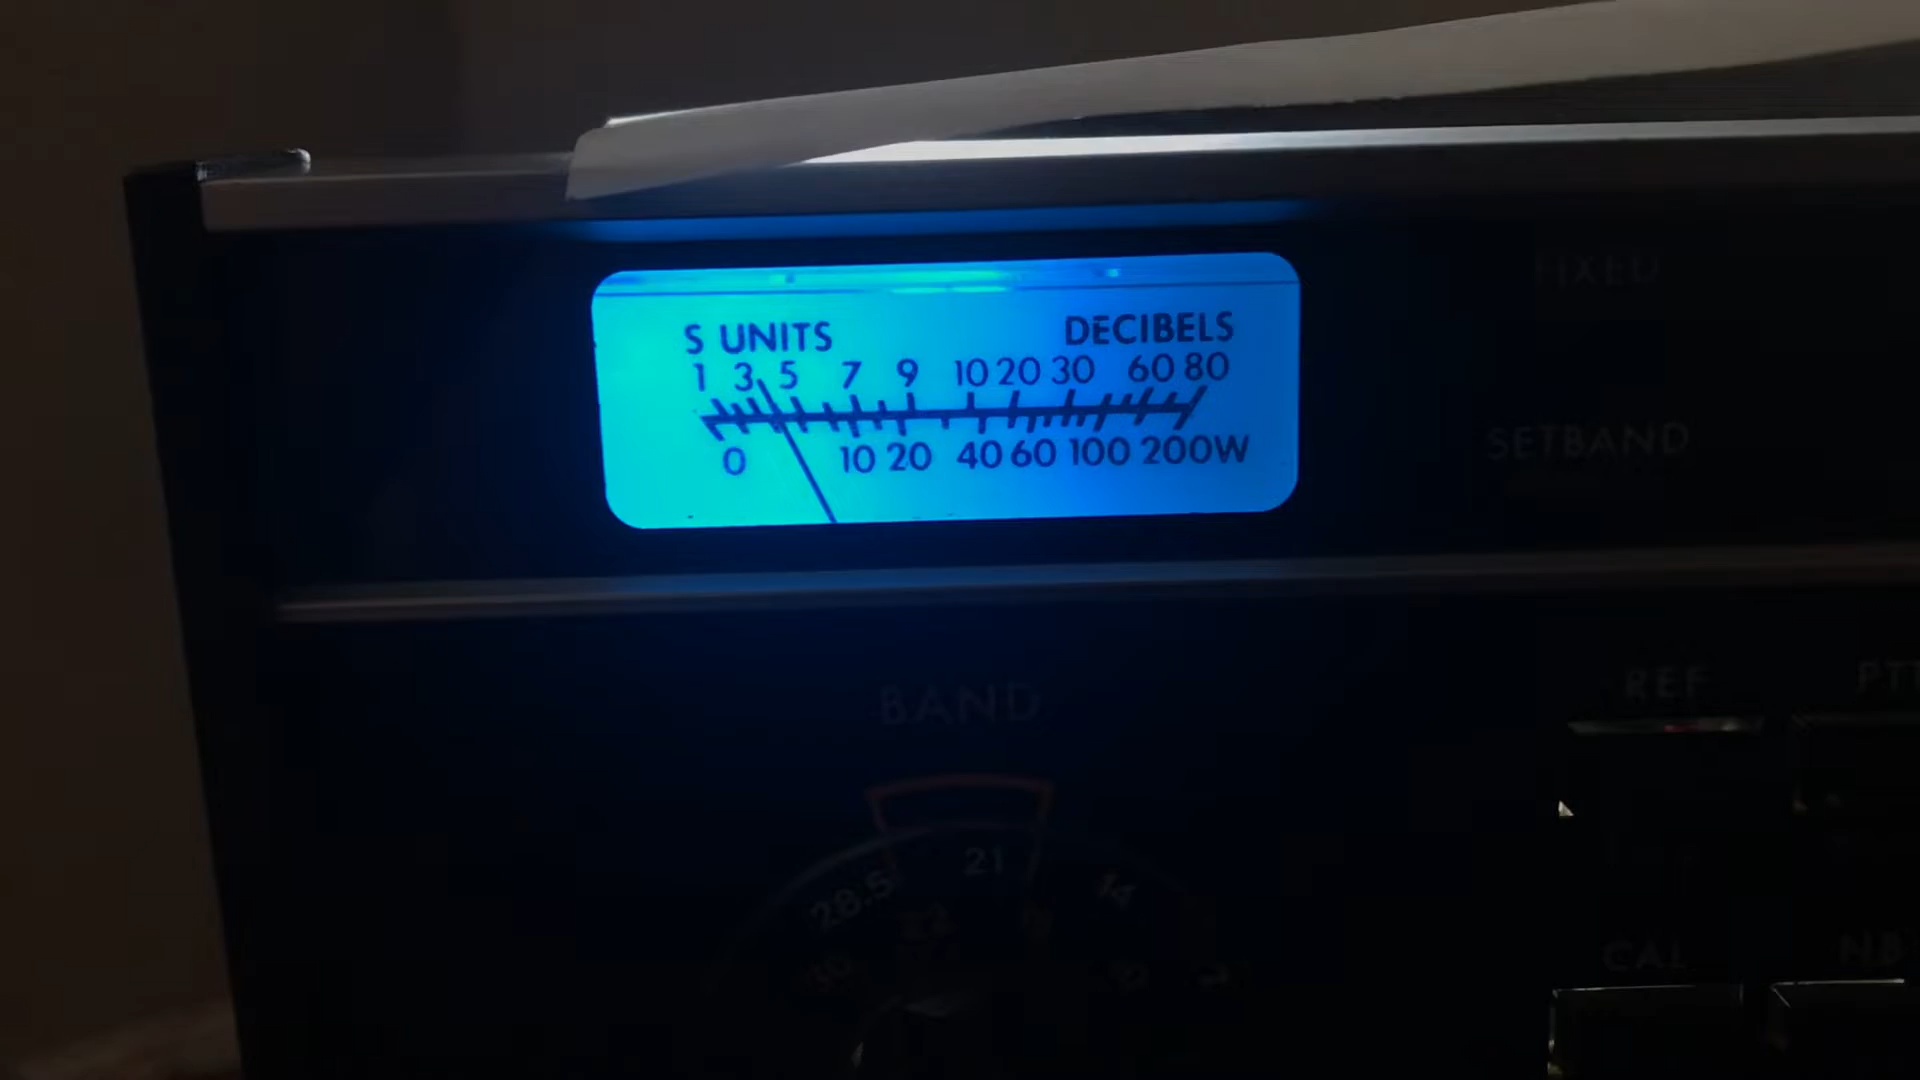 S UNITS DECIBELS
1 3 5 7 9 10 20 30 60 80
0 10 20 40 60 100 200W
FIXED
SETBAND
REF
BAND
21
28.5
14
CAL
NB